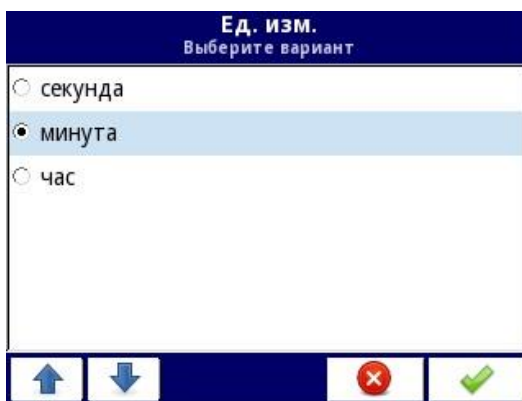 Ед. изм.
Выберите вариант
секунда
минута
час